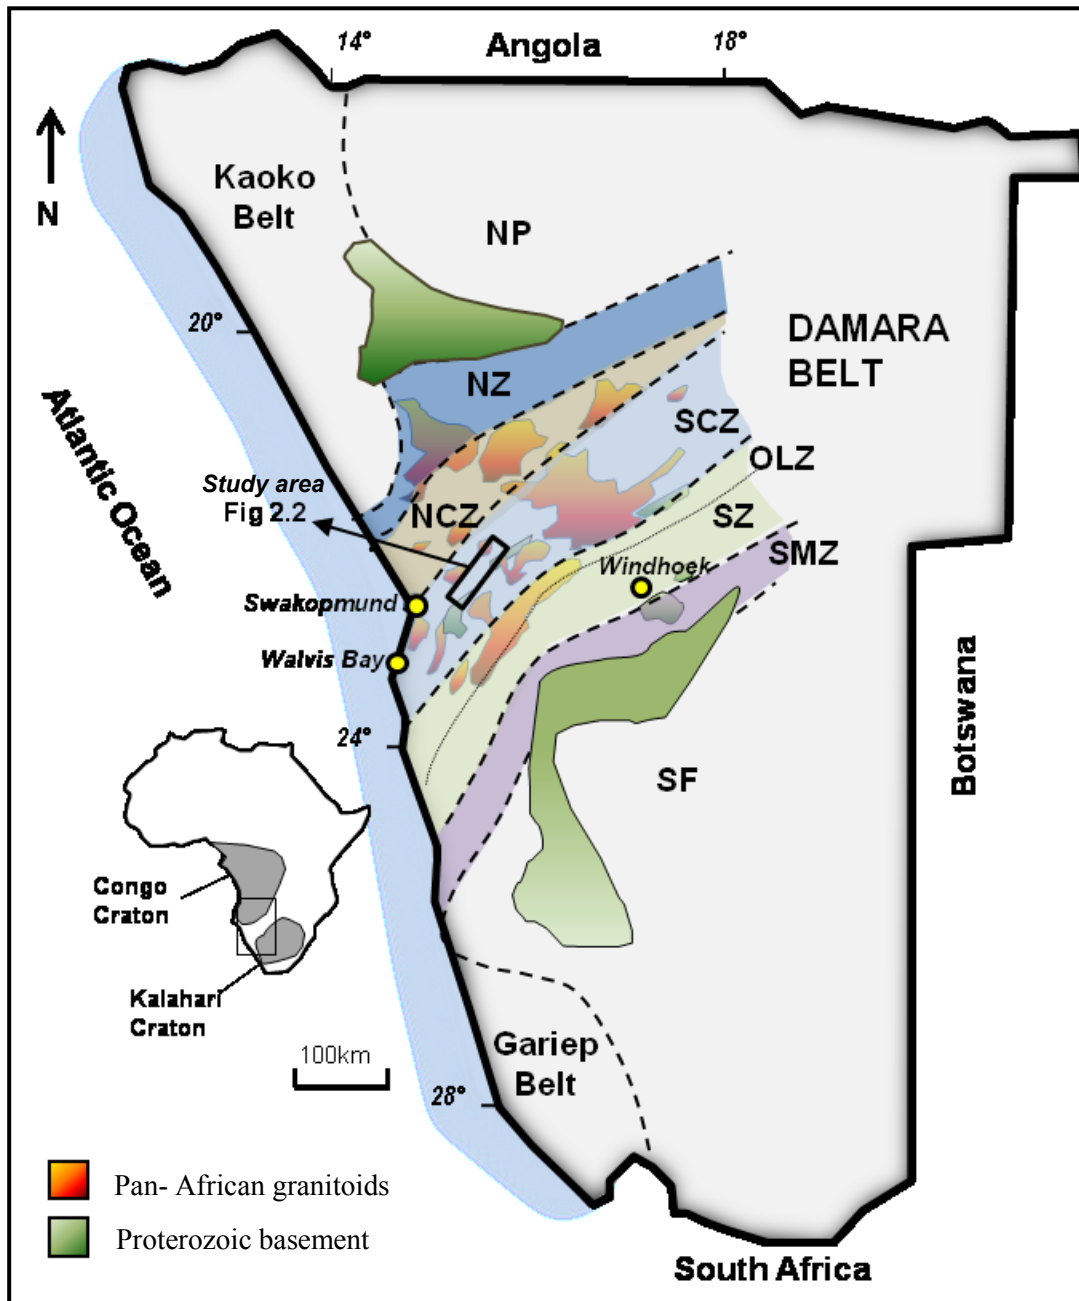 14°
Angola
18°
N
Kaoko
Belt
NP
20°
DAMARA
BELT
NZ
SCZ
OLZ
Atlantic Ocean
Study area
Fig 2.2
NCZ
SZ
SMZ
Windhoek
Swakopmund
Walvis Bay
24°
SF
Botswana
Congo
Craton
Kalahari
Craton
100km
Gariep
Belt
28°
Pan- African granitoids
Proterozoic basement
South Africa